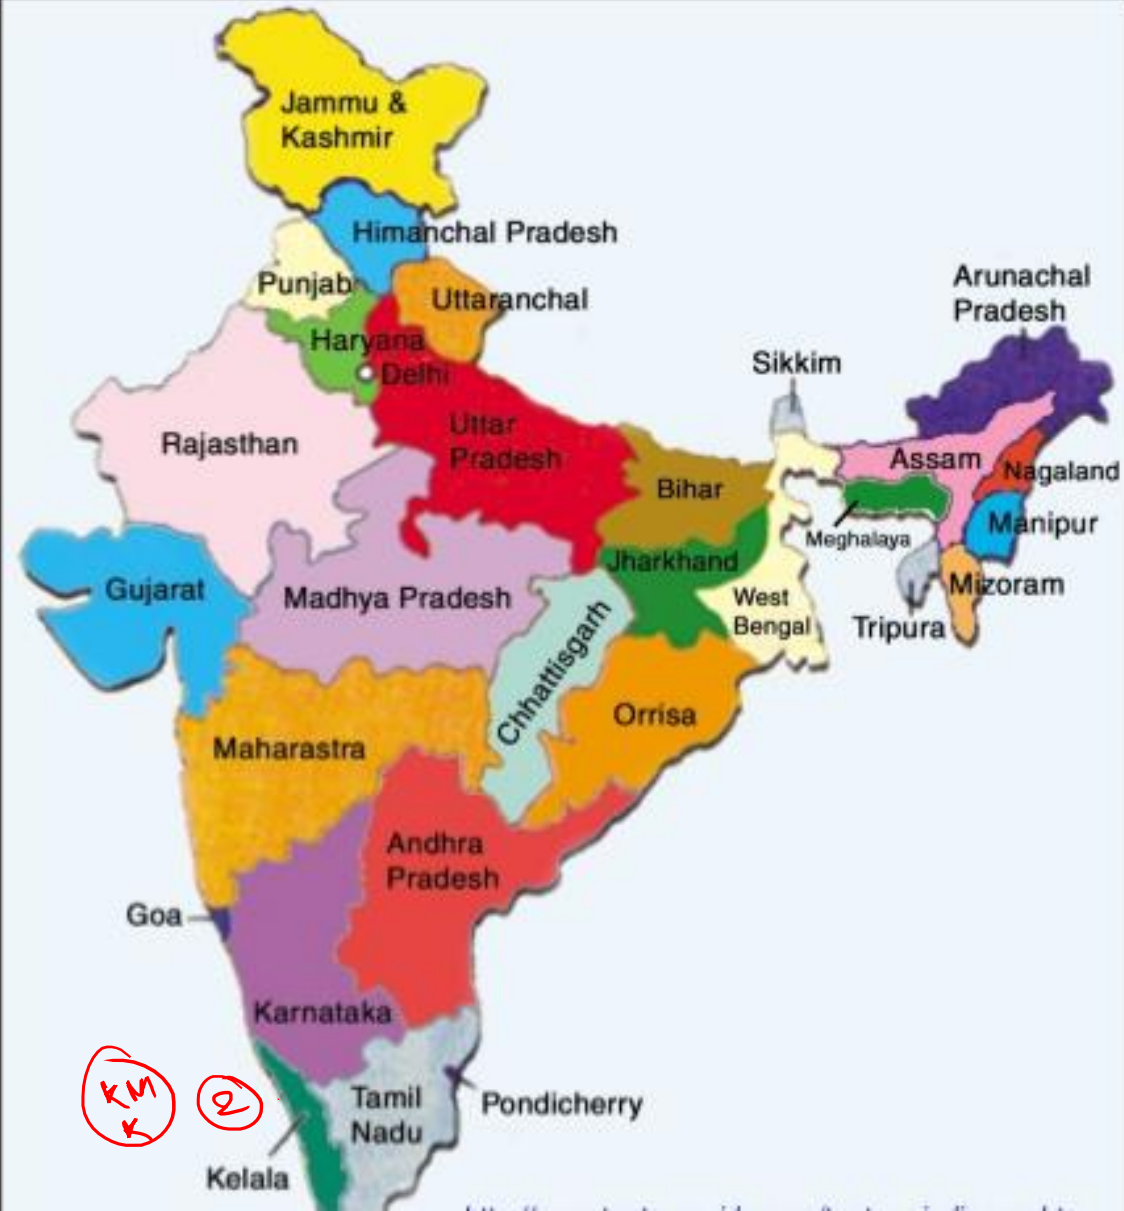 Jammu &
Kashmir
Himanchal Pradesh
Punjab
Uttaranchal
Arunachal
Pradesh
Haryana
Sikkim
Delhi
Uttar
Pradesh
Rajasthan
Assam
Nagaland
Bihar
Manipur
Meghalaya
Jharkhand
Gujarat
Madhya Pradesh
Mizoram
West
Bengal
Tripura
Chhattisgarh
Orrisa
Maharastra
Andhra
Pradesh
Goa
Karnataka
KM
K
2
Tamil
Nadu
Pondicherry
Kelala